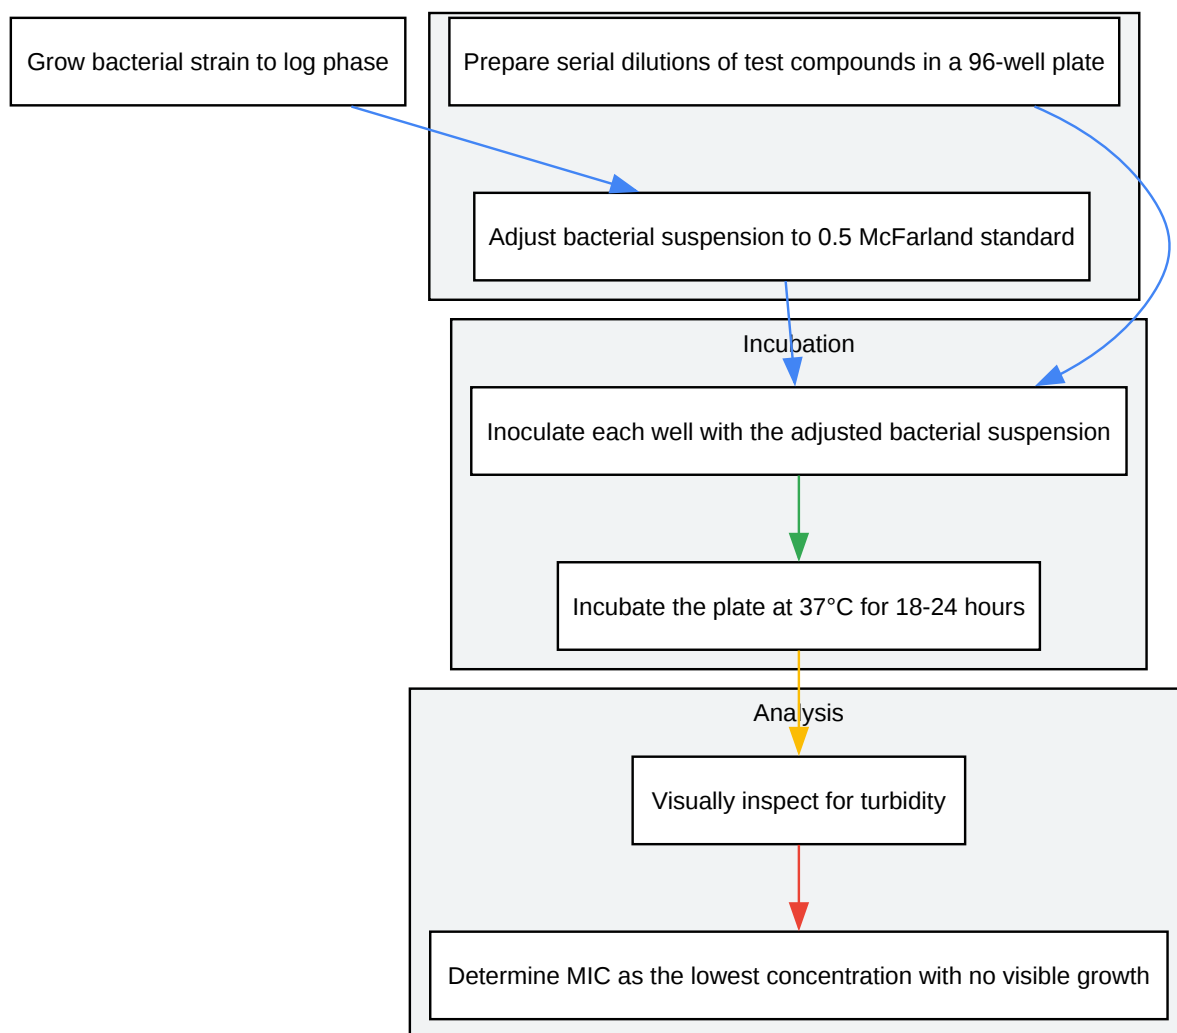 Grow bacterial strain to log phase
Prepare serial dilutions of test compounds in a 96-well plate
Adjust bacterial suspension to 0.5 McFarland standard
Incubation
Inoculate each well with the adjusted bacterial suspension
Incubate the plate at 37°C for 18-24 hours
Analysis
Visually inspect for turbidity
Determine MIC as the lowest concentration with no visible growth